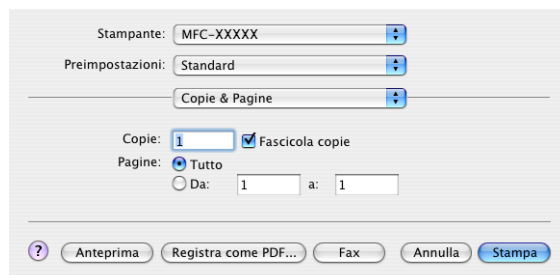 Stampante: MFC-XXXXX
Preimpostazioni: Standard
Copie & Pagine
Copie: 1 Fascicola copie
Pagine: Tutto
Da: 1 a: 1
? Anteprima Registra come PDF... Fax Annulla Stampa